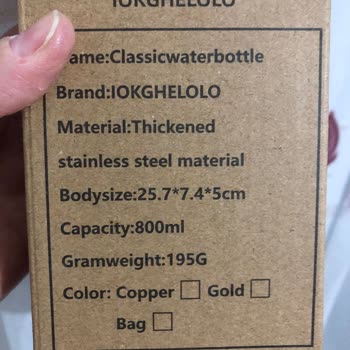 IOKGHELOLO
ame:Classicwaterbottle
Brand:IOKGHELOLO
Material:Thickened
stainless steel material
Bodysize:25.7*7.4*5cm
Capacity:800ml
Gramweight:195G
Color: Copper □ Gold □
Bag □